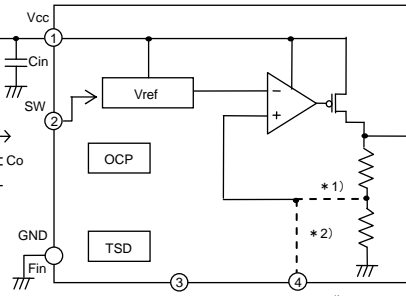 Vcc
1
Cin
SW
2
Vref
−
+
Co
OCP
*1)
*2)
GND
Fin
TSD
3
4